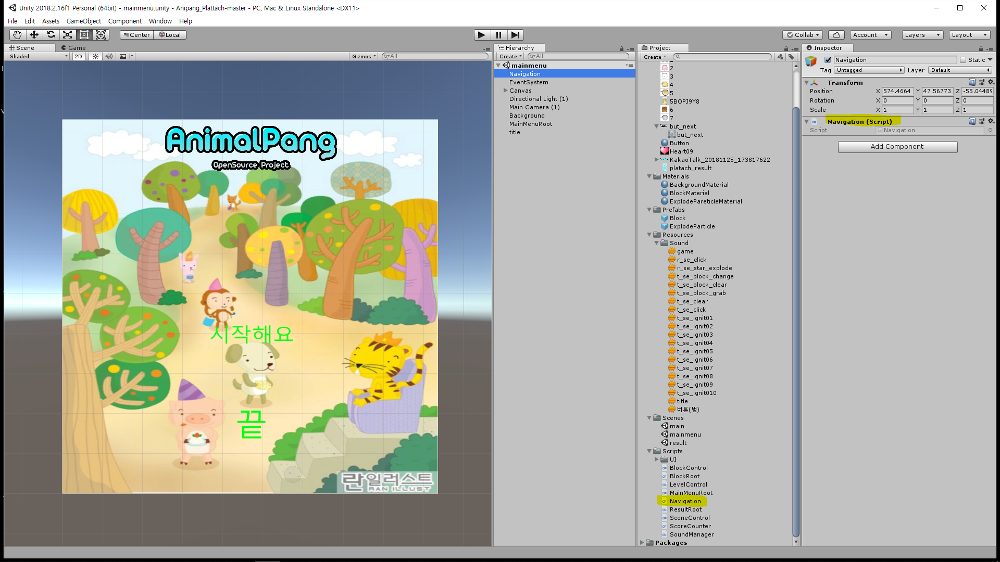 Unity 2018.2.16f1 Personal (64bit) - mainmenu.unity - Anipang_Plattach-master - PC, Mac & Linux Standalone <DX11>
File Edit Assets GameObject Component Window Help
Center Local Collab Account Layers Layout
Scene Game
Shaded 2D Gizmos All
AnimalPang
OpenSource Project
시작해요
끝
란일러스트
RAN ILLUST
Hierarchy
Create All
mainmenu
Navigation
EventSystem
Canvas
Directional Light (1)
Main Camera (1)
Background
MainMenuRoot
title
Project
Create
2
3
4
5
5BOPJ9Y8
6
7
but_next
but_next
Button
Heart09
KakaoTalk_20181125_173817622
platach_result
Materials
BackgroundMaterial
BlockMaterial
ExplodePareticleMaterial
Prefabs
Block
ExplodeParticle
Resources
Sound
game
r_se_click
r_se_star_explode
t_se_block_change
t_se_block_clear
t_se_block_grab
t_se_clear
t_se_click
t_se_ignit01
t_se_ignit02
t_se_ignit03
t_se_ignit04
t_se_ignit05
t_se_ignit06
t_se_ignit07
t_se_ignit08
t_se_ignit09
t_se_ignit010
title
버튼(벙)
Scenes
main
mainmenu
result
Scripts
UI
BlockControl
BlockRoot
LevelControl
MainMenuRoot
Navigation
ResultRoot
SceneControl
ScoreCounter
SoundManager
Packages
Inspector
Navigation Static
Tag Untagged Layer Default
Transform
Position X 574.4664 Y 47.56773 Z -55.04489
Rotation X 0 Y 0 Z 0
Scale X 1 Y 1 Z 1
Navigation (Script)
Script Navigation
Add Component